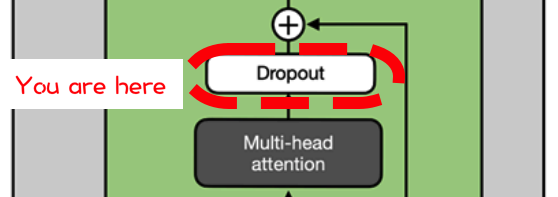 Dropout
You are here
Multi-head
attention